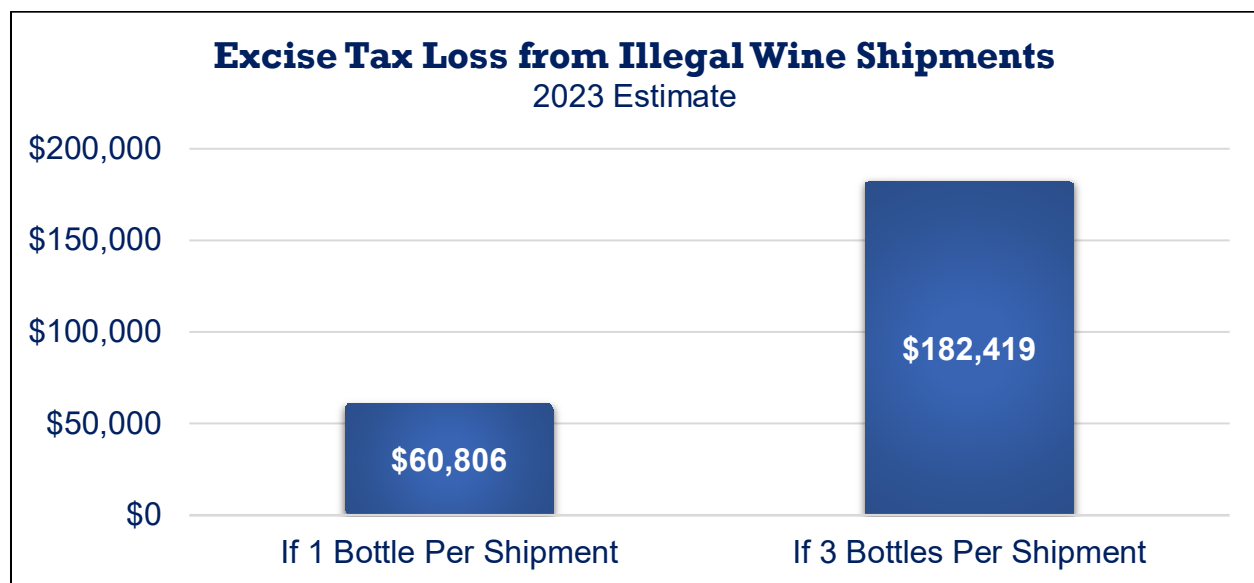 Excise Tax Loss from Illegal Wine Shipments
2023 Estimate
$200,000
$150,000
$100,000
$50,000
$0
$60,806
$182,419
If 1 Bottle Per Shipment
If 3 Bottles Per Shipment